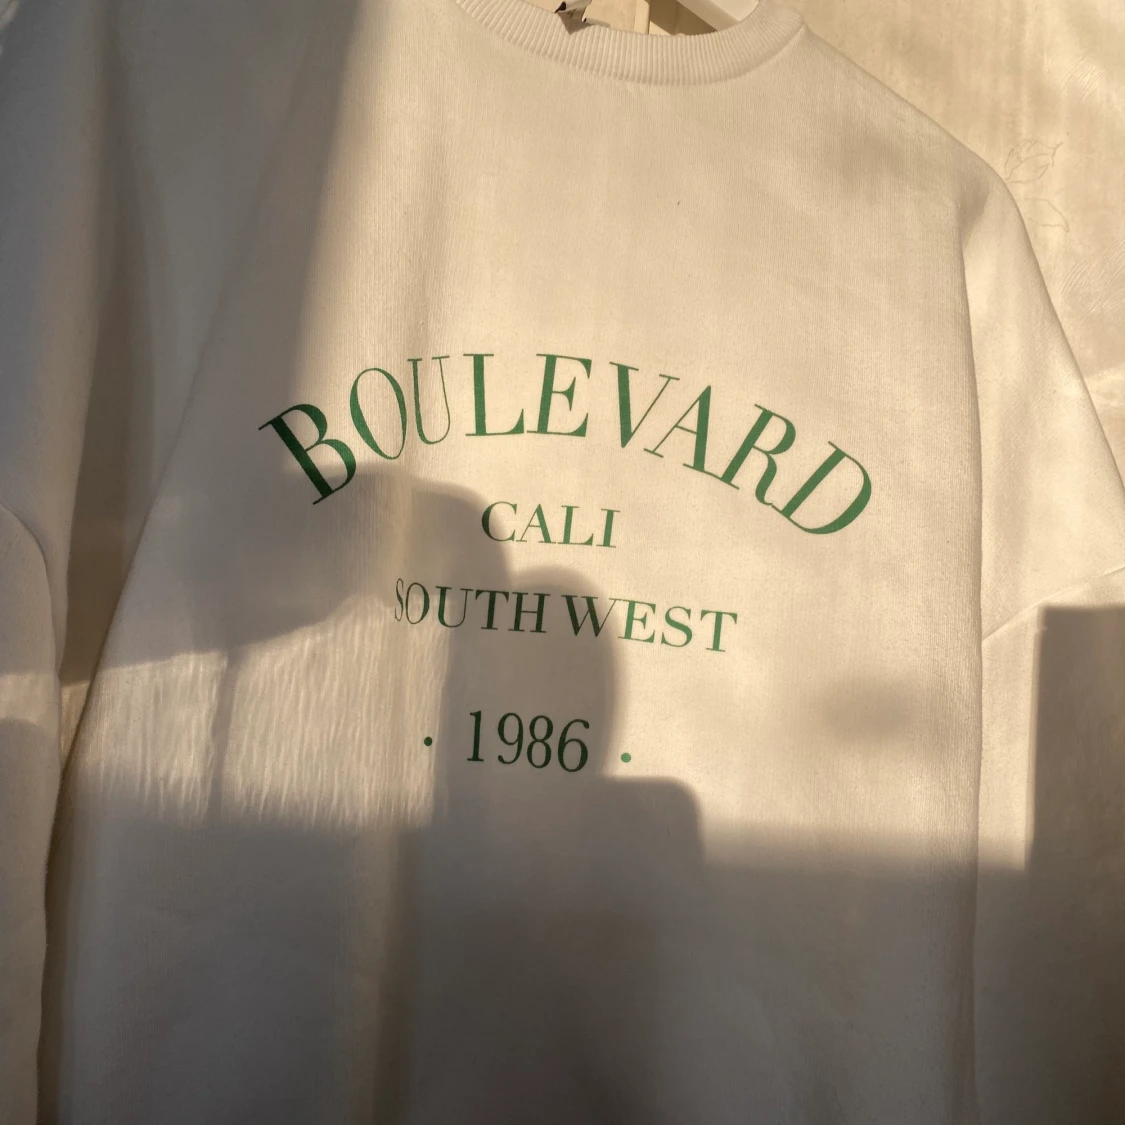 BOULEVARD
CALI
SOUTH WEST
· 1986 ·